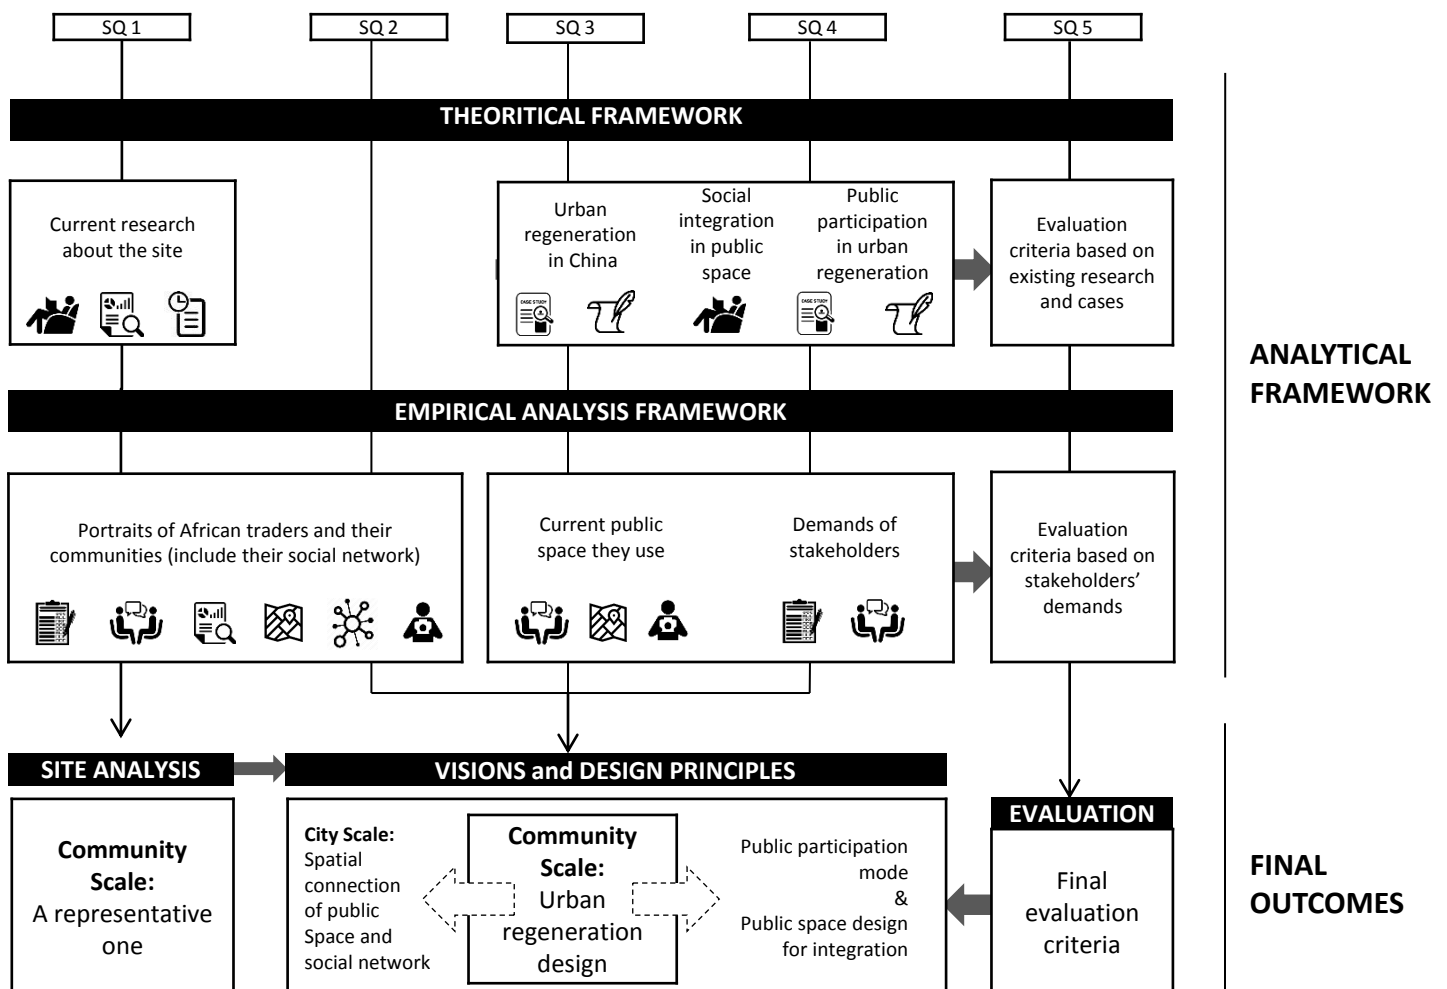 SQ 1
SQ 2
SQ 3
SQ 4
SQ 5
THEORITICAL FRAMEWORK
Current research
about the site
Urban
regeneration
in China
CASE STUDY
Social
integration
in public
space
Public
participation
in urban
regeneration
CASE STUDY
Evaluation
criteria based on
existing research
and cases
ANALYTICAL
FRAMEWORK
EMPIRICAL ANALYSIS FRAMEWORK
Portraits of African traders and their
communities (include their social network)
Current public
space they use
Demands of
stakeholders
Evaluation
criteria based on
stakeholders’
demands
SITE ANALYSIS
VISIONS and DESIGN PRINCIPLES
EVALUATION
Community
Scale:
A representative
one
City Scale:
Spatial
connection
of public
Space and
social network
Community
Scale:
Urban
regeneration
design
Public participation
mode
&
Public space design
for integration
Final
evaluation
criteria
FINAL
OUTCOMES